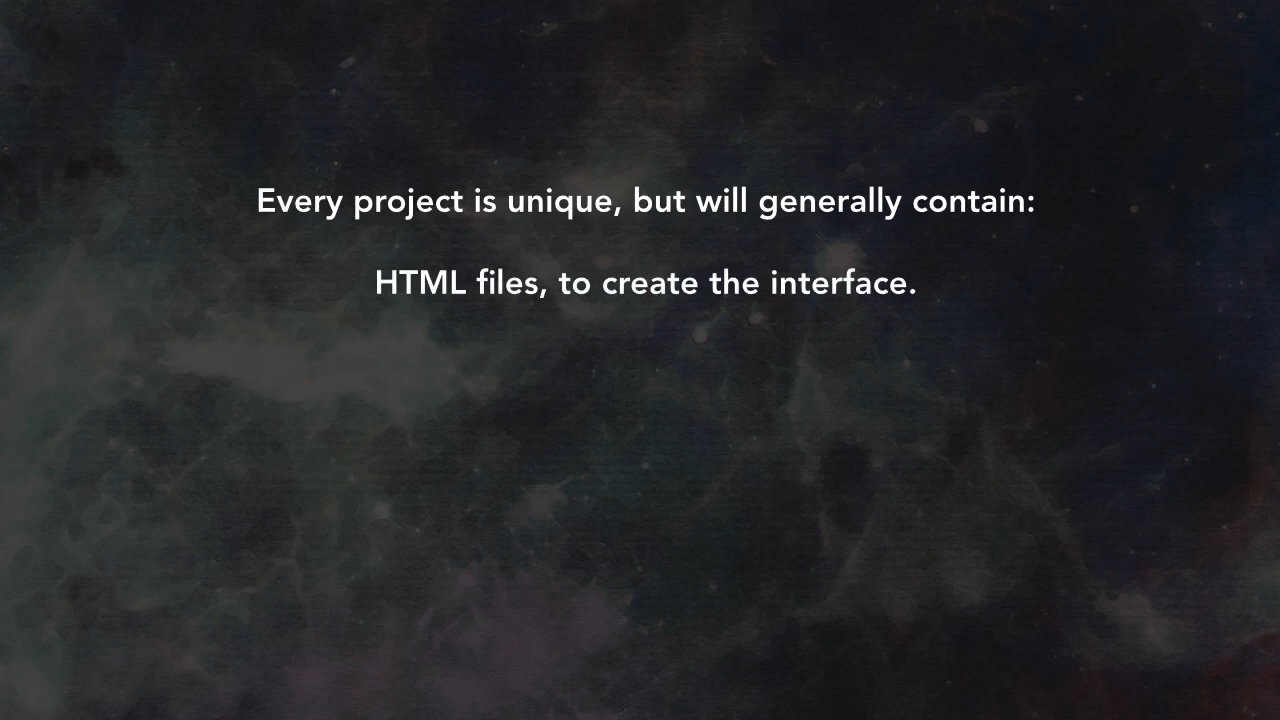 Every project is unique, but will generally contain:
HTML files, to create the interface.